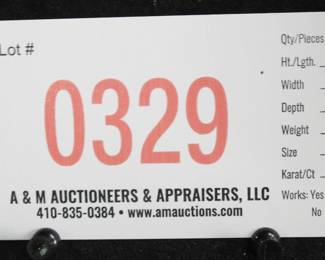 Lot #
0329
A & M AUCTIONEERS & APPRAISERS, LLC
410-835-0384 • www.amauctions.com
Qty/Pieces
Ht./Lgth. _
Width _
Depth _
Weight _
Size _
Karat/Ct _
Works: Yes
No